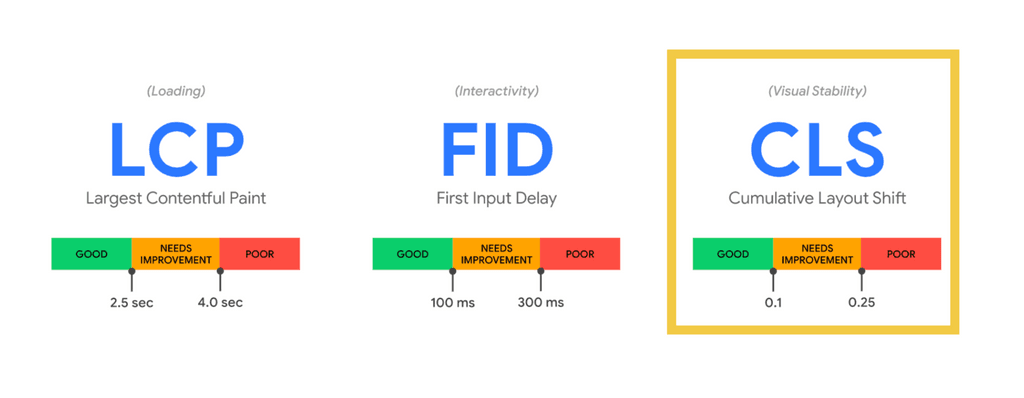 (Loading)
LCP
Largest Contentful Paint
GOOD
NEEDS
IMPROVEMENT
POOR
2.5 sec
4.0 sec
(Interactivity)
FID
First Input Delay
GOOD
NEEDS
IMPROVEMENT
POOR
100 ms
300 ms
(Visual Stability)
CLS
Cumulative Layout Shift
GOOD
NEEDS
IMPROVEMENT
POOR
0.1
0.25